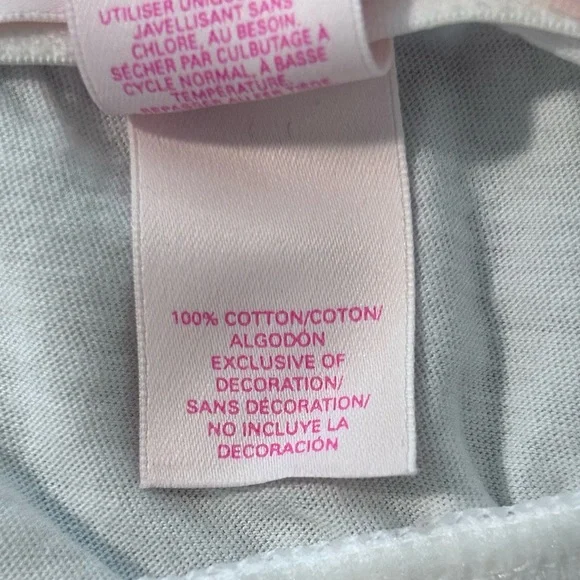 UTILISER UNIQ
JAVELLISANT SANS
CHLORE, AU BESOIN.
SÉCHER PAR CULBUTAGE À
CYCLE NORMAL, À BASSE
TEMPÉRATURE.
100% COTTON/COTON/
ALGODÓN
EXCLUSIVE OF
DECORATION/
SANS DÉCORATION/
NO INCLUYE LA
DECORACIÓN